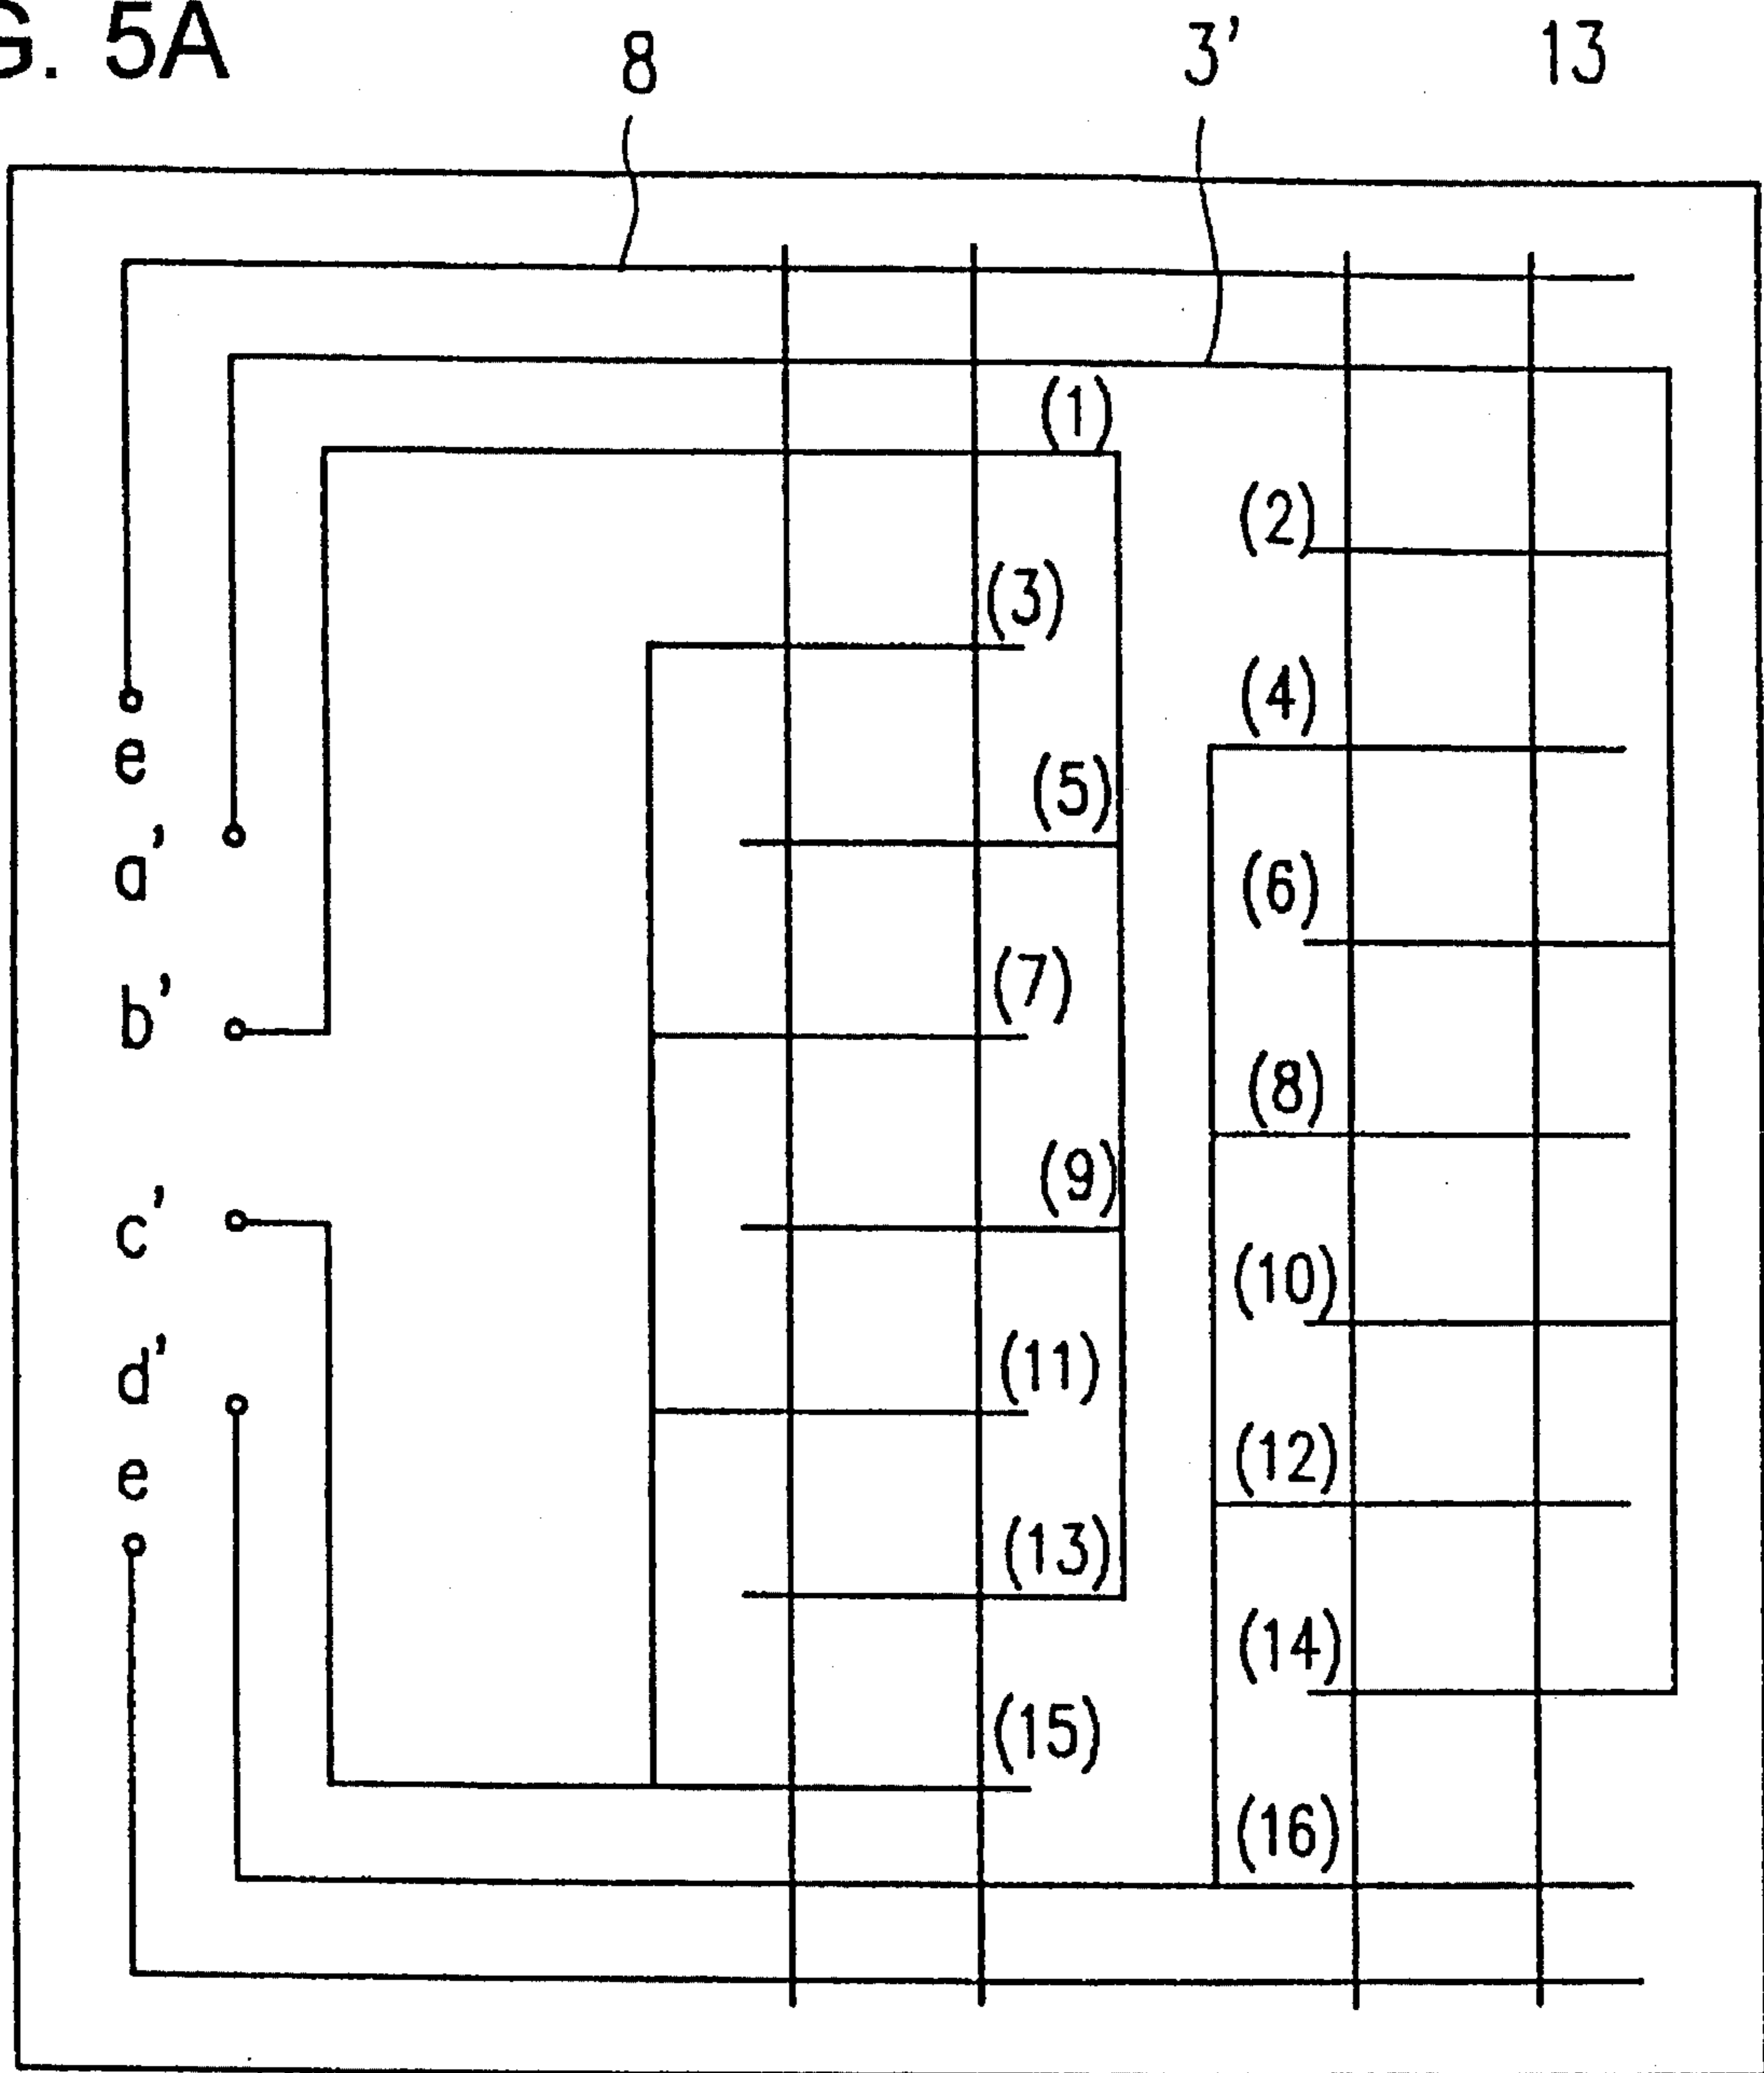 G. 5A
8 3' 13
(1)
(2)
(3)
(4)
e
(5)
a'
(6)
b'
(7)
(8)
c'
(9)
(10)
d'
(11)
e
(12)
(13)
(14)
(15)
(16)